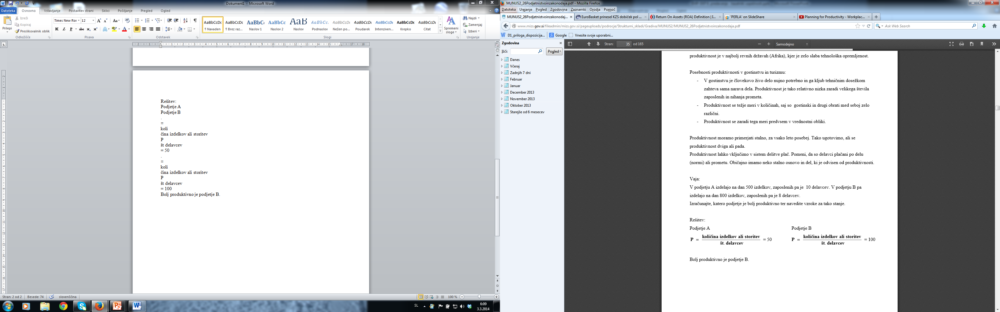 Dokument1 - Microsoft Word
Datoteka Osnovno Vstavljanje Postavitev strani Sklici Pošiljanje Pregled Ogled
Prilepi
Izreži
Kopiraj
Preslikovalnik oblik
Odložišče
Times New Ror 12
K L P abc x₂ x²
Pisava
Odstavek
AaBbCcDc AaBbCcDc AaBbC AaBbCc AaB AaBbCc. AaBbCcDc AaBbCcDc AaBbCcDc AaBbCcDc AaBbCcDc
¶ Navaden ¶ Brez raz... Naslov 1 Naslov 2 Naslov Podnaslov Nežen po... Poudarek Intenziven... Krepko Citat
Slogi
Spremeni sloge
Najdi
Zamenjaj
Izberi
Urejanje
Rešitev:
Podjetje A
Podjetje B
.
=
koli
čina izdelkov ali storitev
P
št delavcev
= 50
.
=
koli
čina izdelkov ali storitev
P
št delavcev
= 100
Bolj produktivno je podjetje B.
Stran: 2 od 2 Besede: 74 slovenščina
100 %
SL
6:09
3.3.2014
MUNUS2_26Podjetnistvoinzakonodaja.pdf - Mozilla Firefox
Datoteka Urejanje Pogled Zgodovina Zaznamki Orodja Pomoč
MUNUS2_26Podjetnistvoinzakonodaj... EuroBasket prinesel KZS dobiček pol ... Return On Assets (ROA) Definition | I... 'PERLA' on SlideShare Planning for Productivity - Workplac...
www.mizs.gov.si/fileadmin/mizs.gov.si/pageuploads/podrocje/Strukturni_skladi/Gradiva/MUNUS2/MUNUS2_26Podjetnistvoinzakonodaja.pdf
Ask Web Search
D1_priloga_dispozicija... Google Vnesite svoje uporabni...
Zgodovina
Išči:
Pogled
Danes
Včeraj
Zadnjih 7 dni
Februar
Januar
December 2013
November 2013
Oktober 2013
Starejše od 6 mesecev
Stran: 35 od 165
Samodejno
produktivnost je v najbolj revnih državah (Afrika), kjer je zelo slaba tehnološka opremljenost.
Posebnosti produktivnosti v gostinstvu in turizmu:
- V gostinstvu je človekovo živo delo nujno potrebno in ga kljub tehničnim dosežkom
zahteva sama narava dela. Produktivnost je tako relativno nizka zaradi velikega števila
zaposlenih in nihanja prometa.
- Produktivnost se težje meri v količinah, saj so gostinski in drugi obrati med seboj zelo
različni.
- Produktivnost se zaradi tega meri predvsem v vrednostni obliki.
Produktivnost moramo primerjati stalno, za vsako leto posebej. Tako ugotovimo, ali se
produktivnost dviga ali pada.
Produktivnost lahko vključimo v sistem delitve plač. Pomeni, da so delavci plačani po delu
(normi) ali prometu. Običajno imamo neko stalno osnovo in del, ki je odvisen od produktivnosti.
Vaja:
V podjetju A izdelajo na dan 500 izdelkov, zaposlenih pa je 10 delavcev. V podjetju B pa
izdelajo na dan 800 izdelkov, zaposlenih pa je 8 delavcev.
Izračunajte, katero podjetje je bolj produktivno ter navedite vzroke za tako stanje.
Rešitev:
Podjetje A Podjetje B
količina izdelkov ali storitev količina izdelkov ali storitev
P = = 50 P = = 100
št. delavcev št. delavcev
Bolj produktivno je podjetje B.